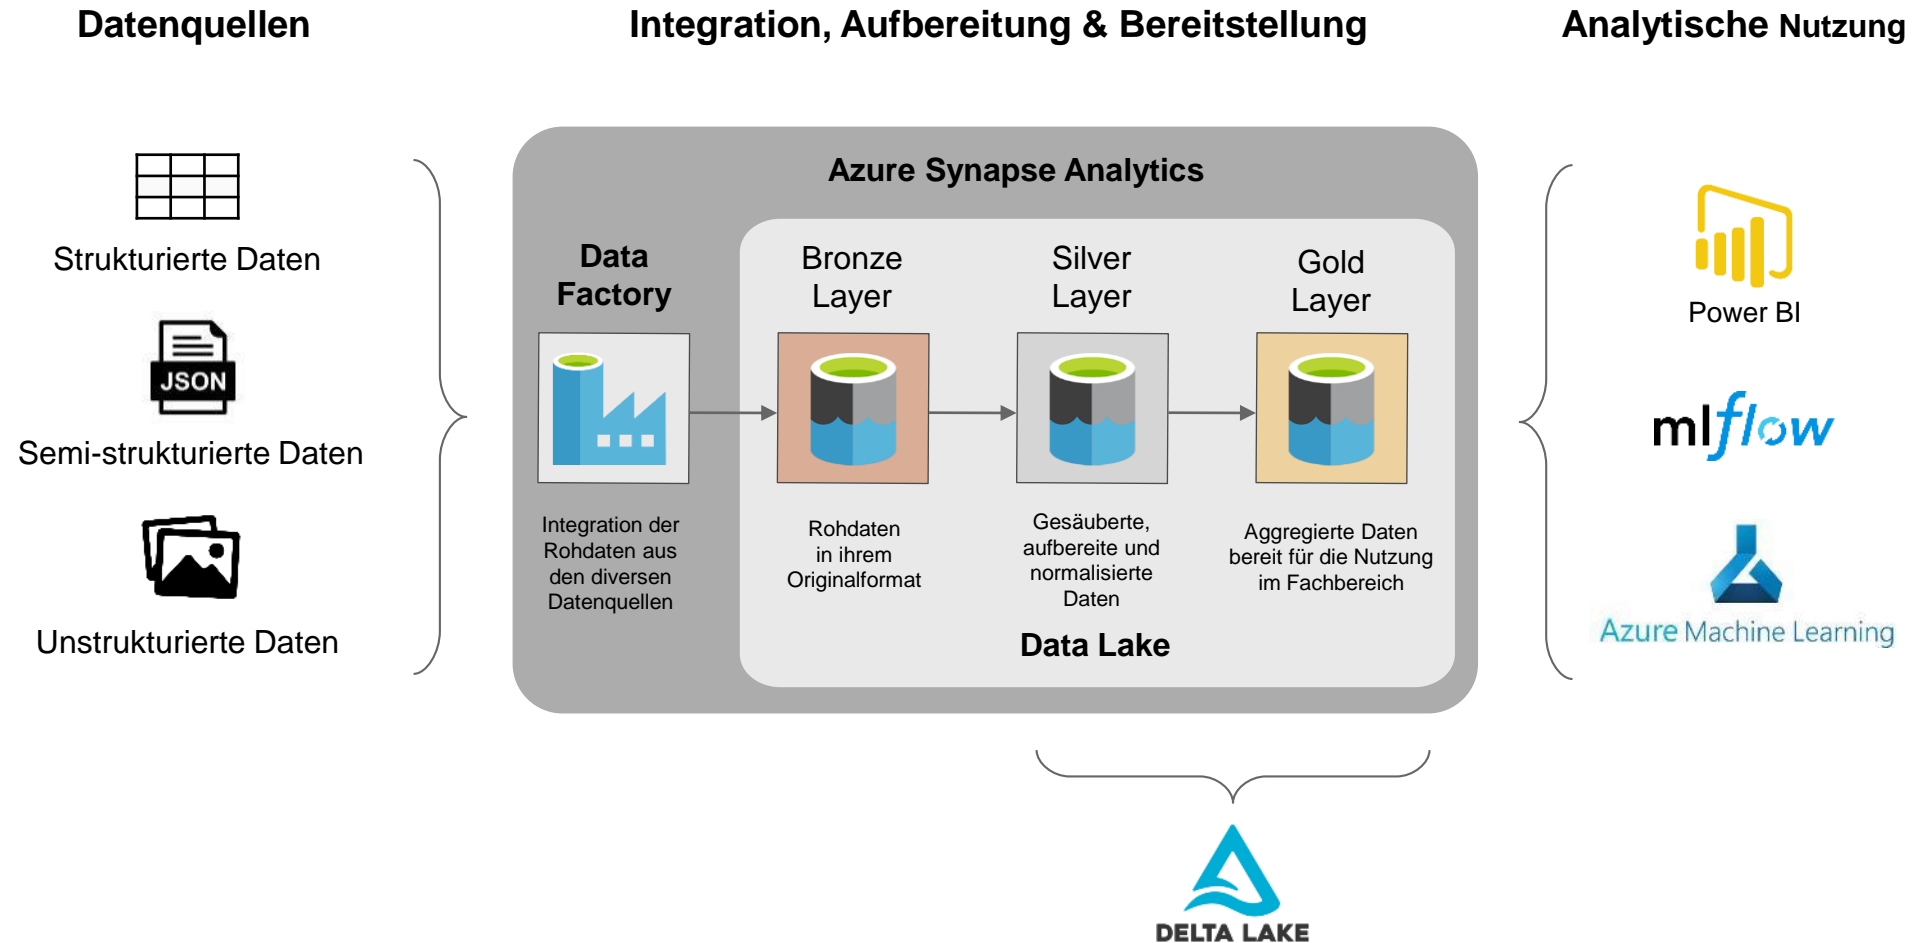 Datenquellen
Integration, Aufbereitung & Bereitstellung
Analytische Nutzung
Strukturierte Daten
JSON
Semi-strukturierte Daten
Unstrukturierte Daten
Azure Synapse Analytics
Data
Factory
Integration der
Rohdaten aus
den diversen
Datenquellen
Bronze
Layer
Rohdaten
in ihrem
Originalformat
Silver
Layer
Gesäuberte,
aufbereite und
normalisierte
Daten
Gold
Layer
Aggregierte Daten
bereit für die Nutzung
im Fachbereich
Data Lake
DELTA LAKE
Power BI
mlflow
Azure Machine Learning